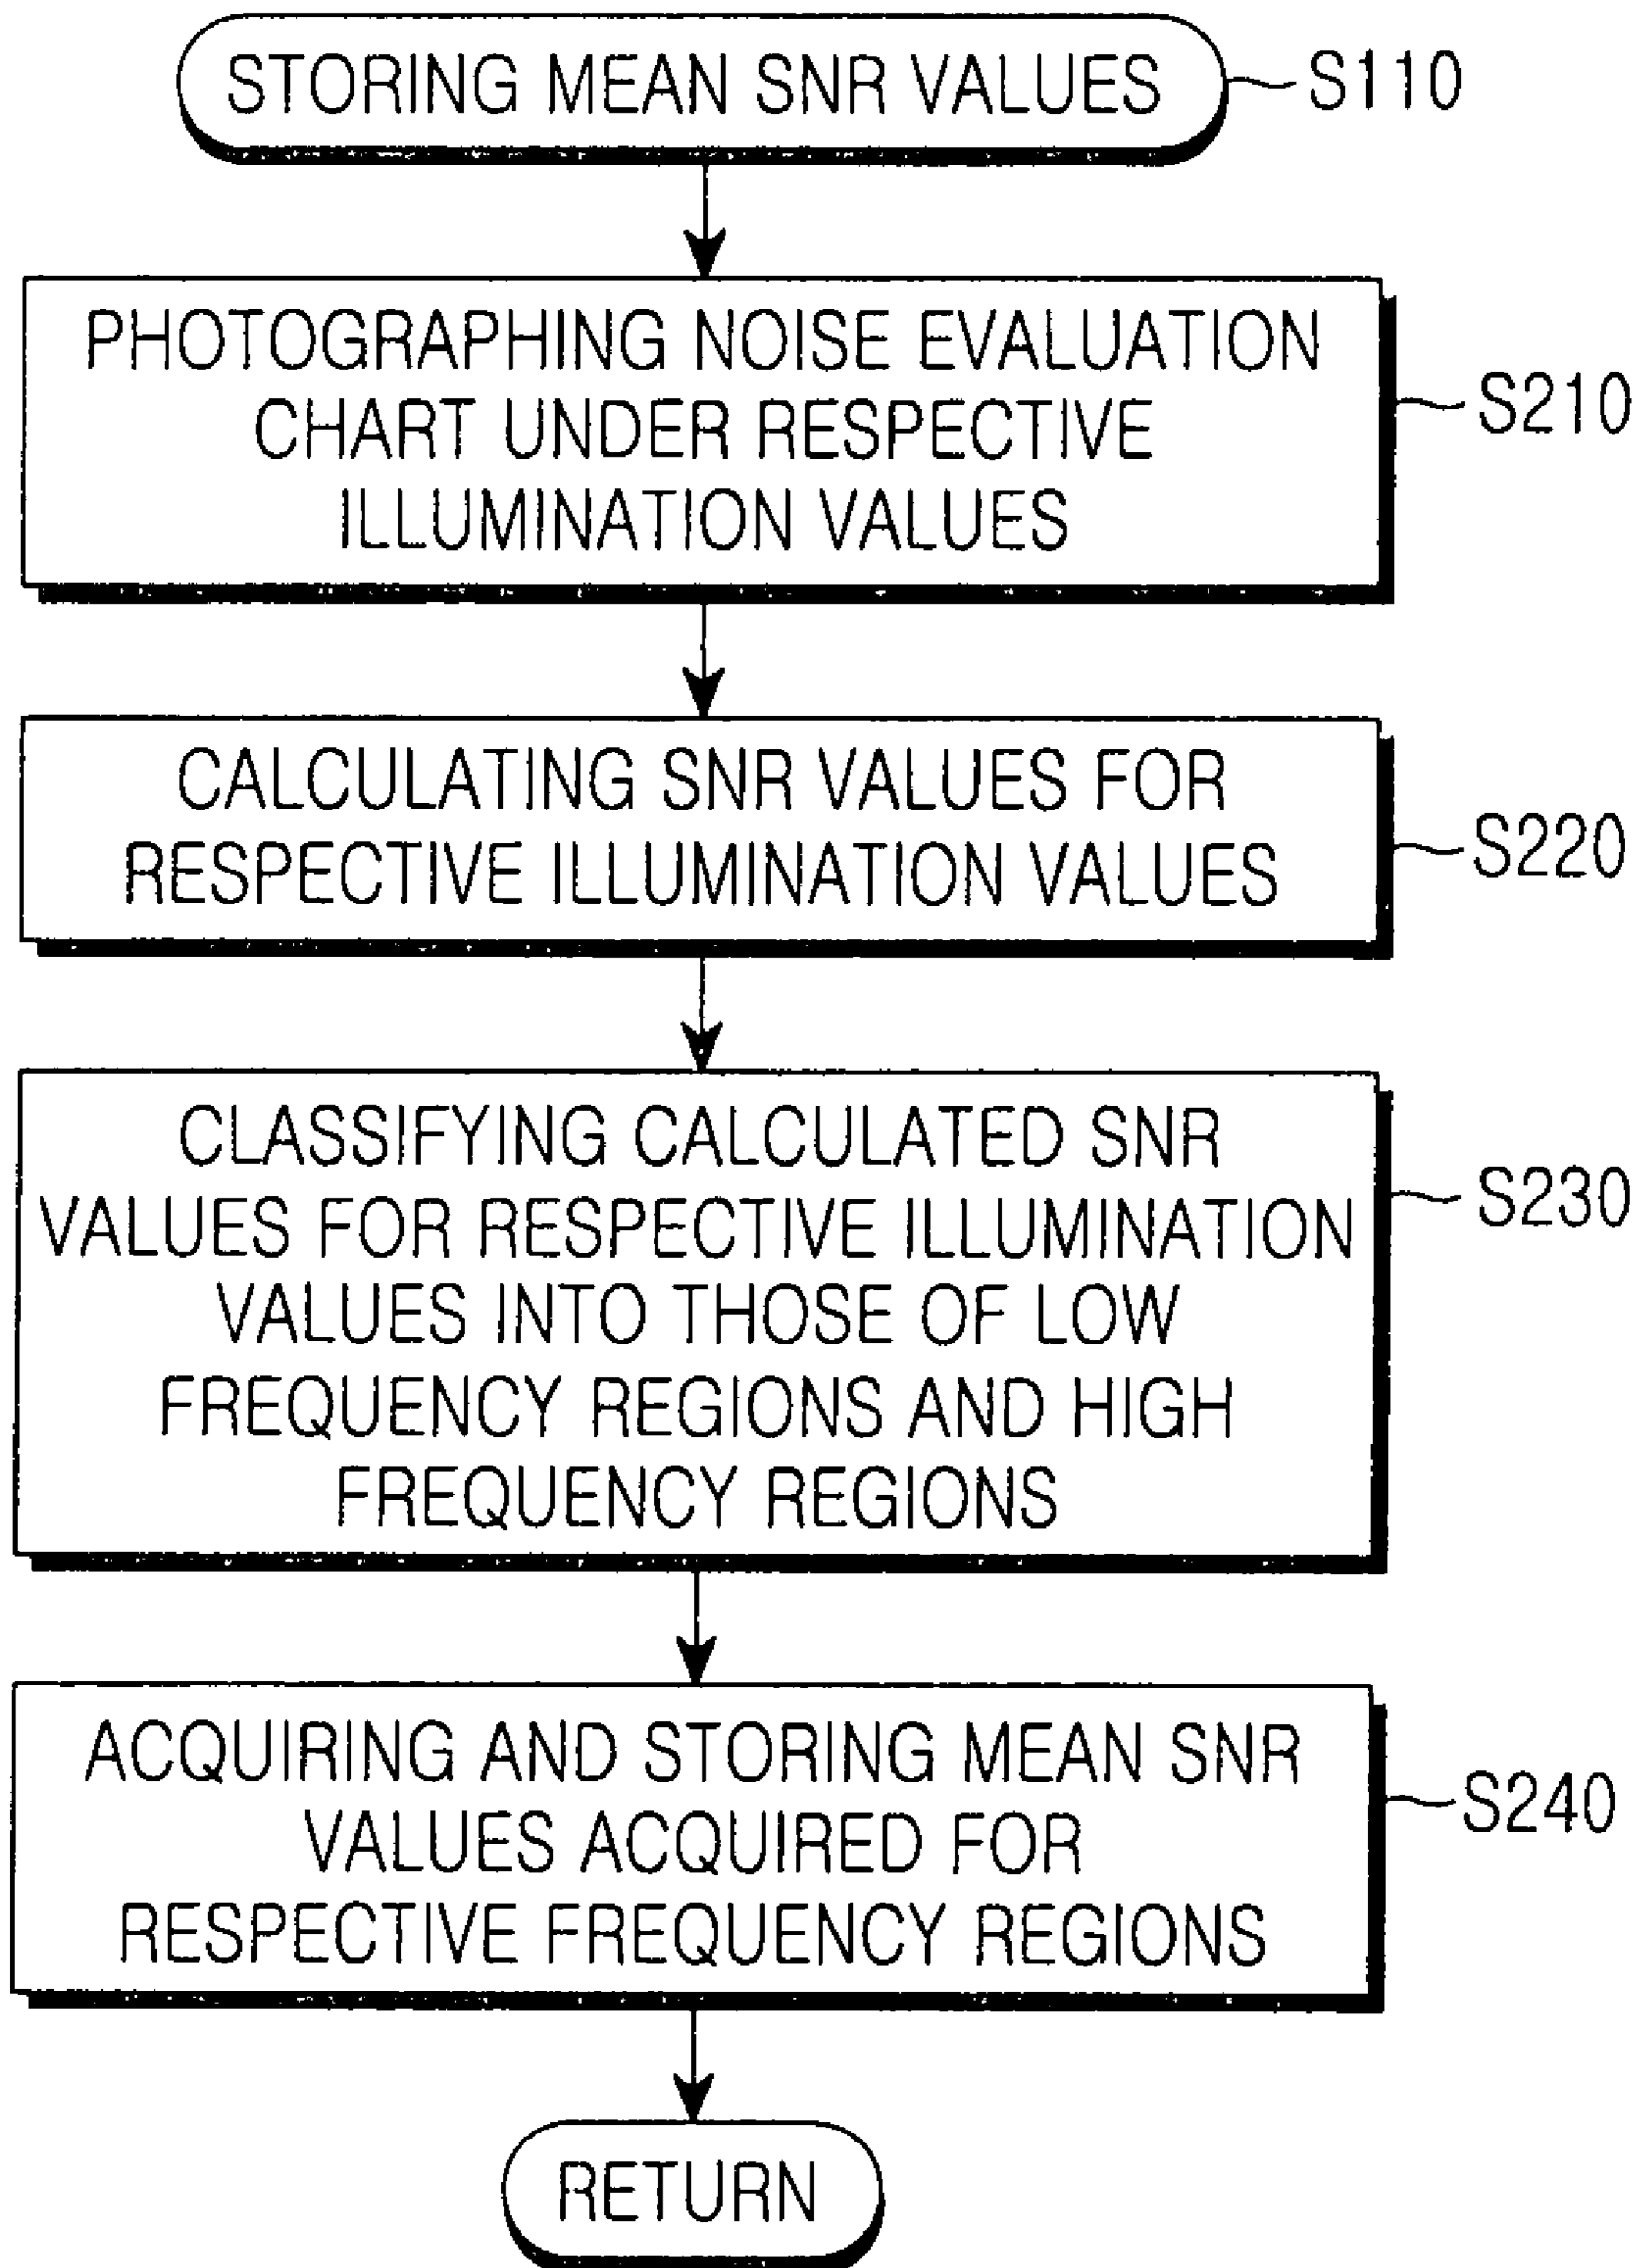 STORING MEAN SNR VALUES
S110
PHOTOGRAPHING NOISE EVALUATION
CHART UNDER RESPECTIVE
ILLUMINATION VALUES
S210
CALCULATING SNR VALUES FOR
RESPECTIVE ILLUMINATION VALUES
S220
CLASSIFYING CALCULATED SNR
VALUES FOR RESPECTIVE ILLUMINATION
VALUES INTO THOSE OF LOW
FREQUENCY REGIONS AND HIGH
FREQUENCY REGIONS
S230
ACQUIRING AND STORING MEAN SNR
VALUES ACQUIRED FOR
RESPECTIVE FREQUENCY REGIONS
S240
RETURN